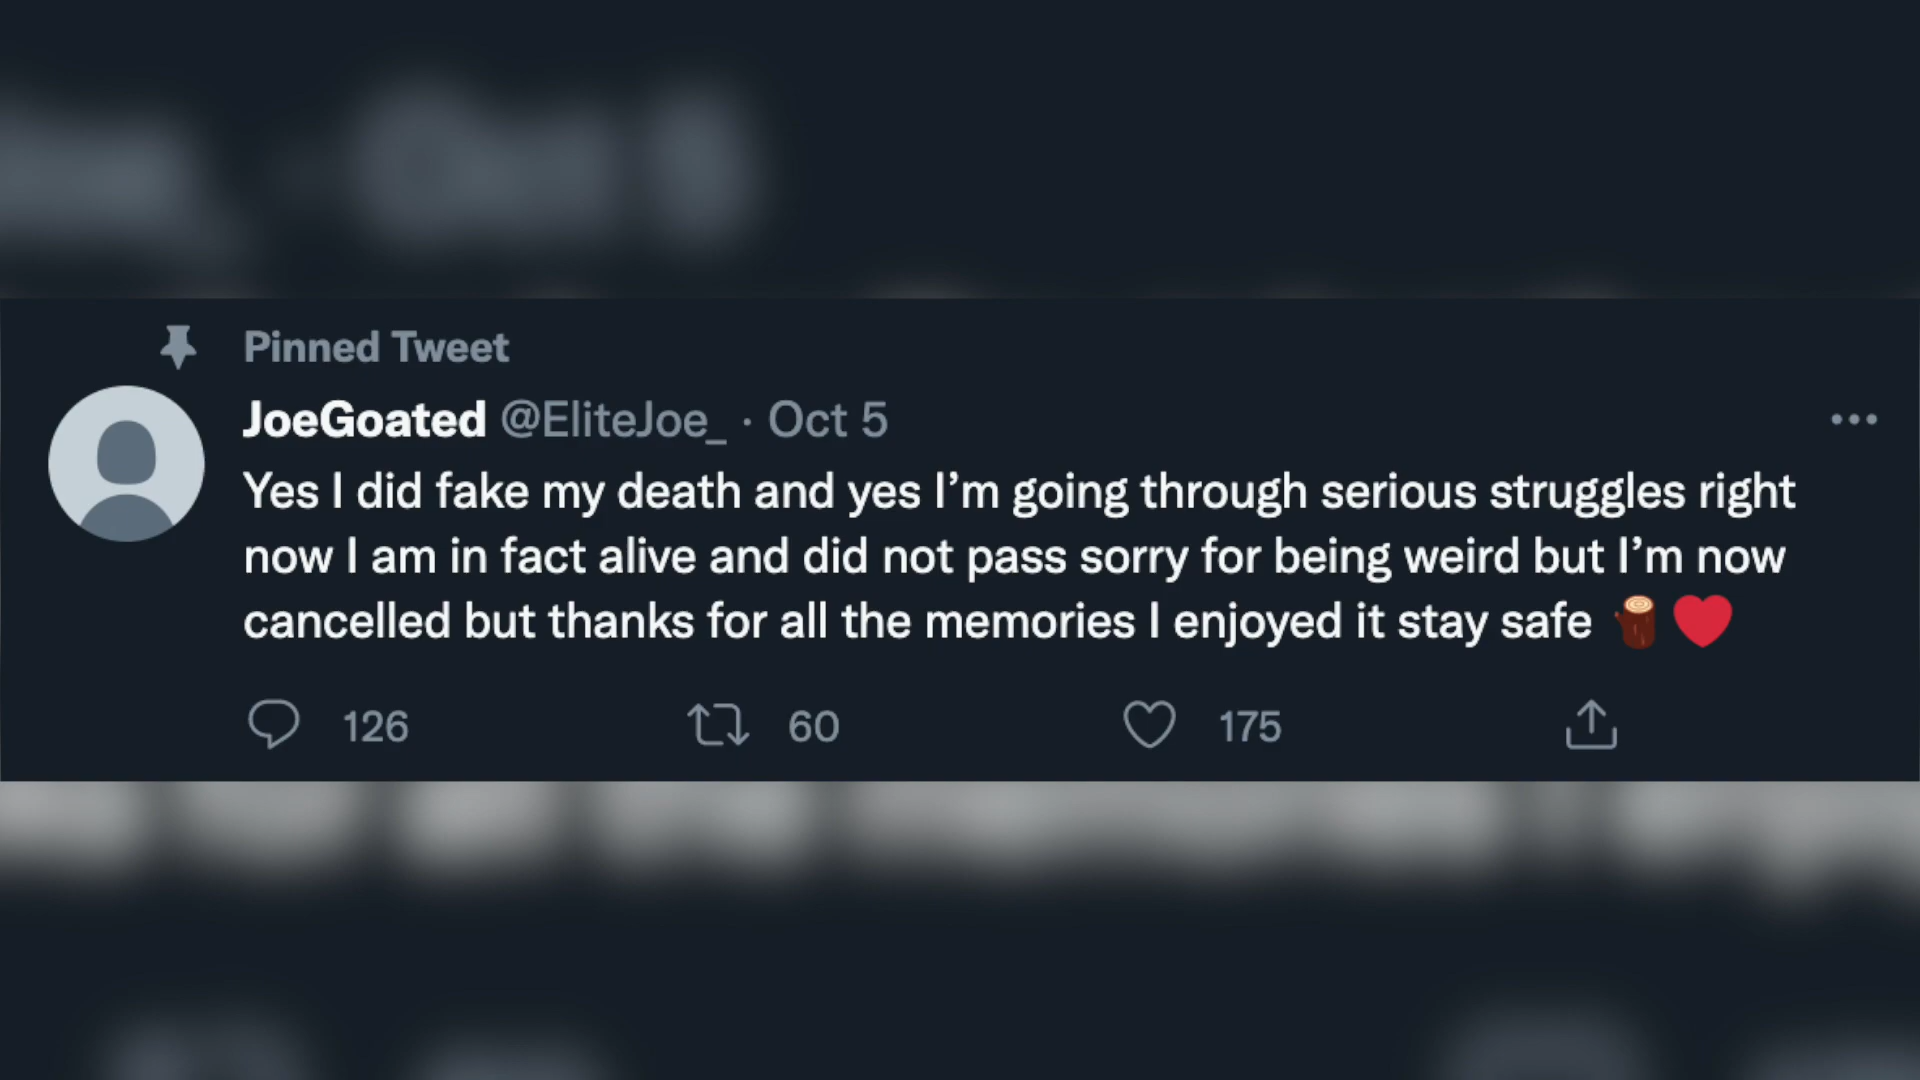 Pinned Tweet
JoeGoated @EliteJoe_ · Oct 5
Yes I did fake my death and yes I’m going through serious struggles right
now I am in fact alive and did not pass sorry for being weird but I’m now
cancelled but thanks for all the memories I enjoyed it stay safe 🪵❤️
126 60 175